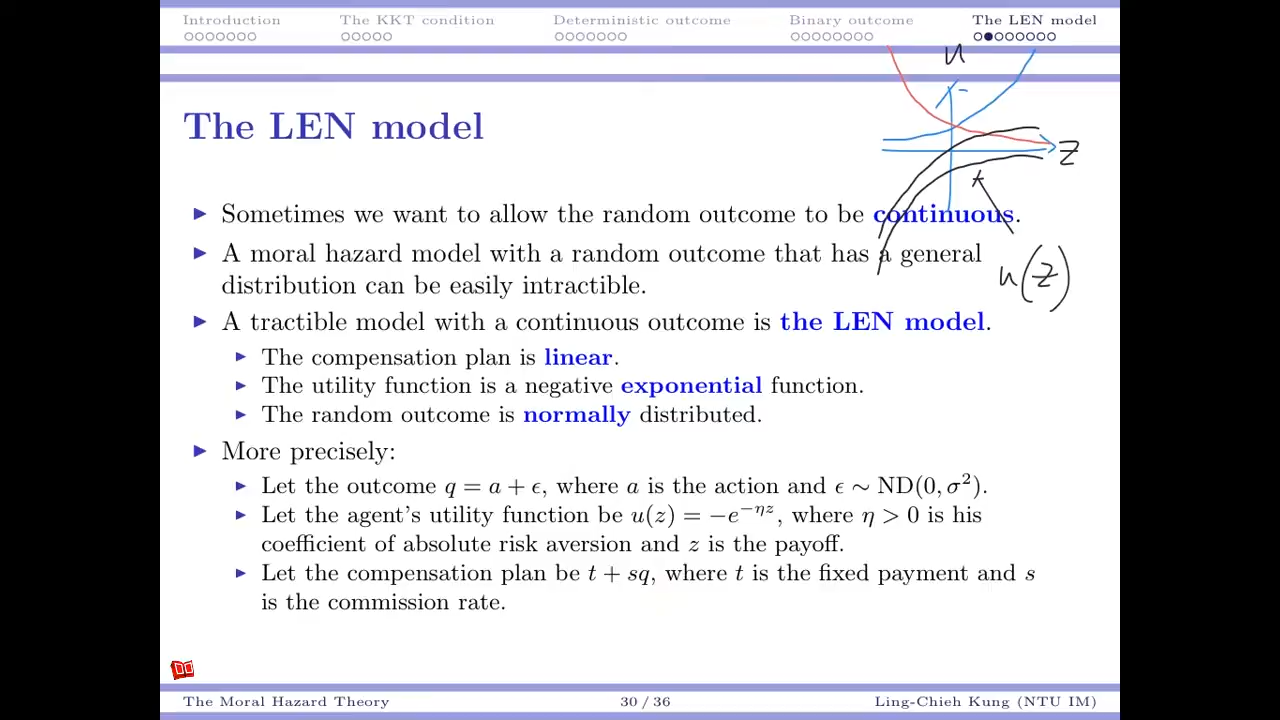 Introduction The KKT condition Deterministic outcome Binary outcome The LEN model
u
The LEN model
z
▶ Sometimes we want to allow the random outcome to be continuous.
▶ A moral hazard model with a random outcome that has a general
distribution can be easily intractible.
u(z)
▶ A tractible model with a continuous outcome is the LEN model.
▶ The compensation plan is linear.
▶ The utility function is a negative exponential function.
▶ The random outcome is normally distributed.
▶ More precisely:
▶ Let the outcome q = a + ϵ, where a is the action and ϵ ∼ ND(0, σ²).
▶ Let the agent's utility function be u(z) = −e^{−ηz}, where η > 0 is his
coefficient of absolute risk aversion and z is the payoff.
▶ Let the compensation plan be t + sq, where t is the fixed payment and s
is the commission rate.
The Moral Hazard Theory 30 / 36 Ling-Chieh Kung (NTU IM)